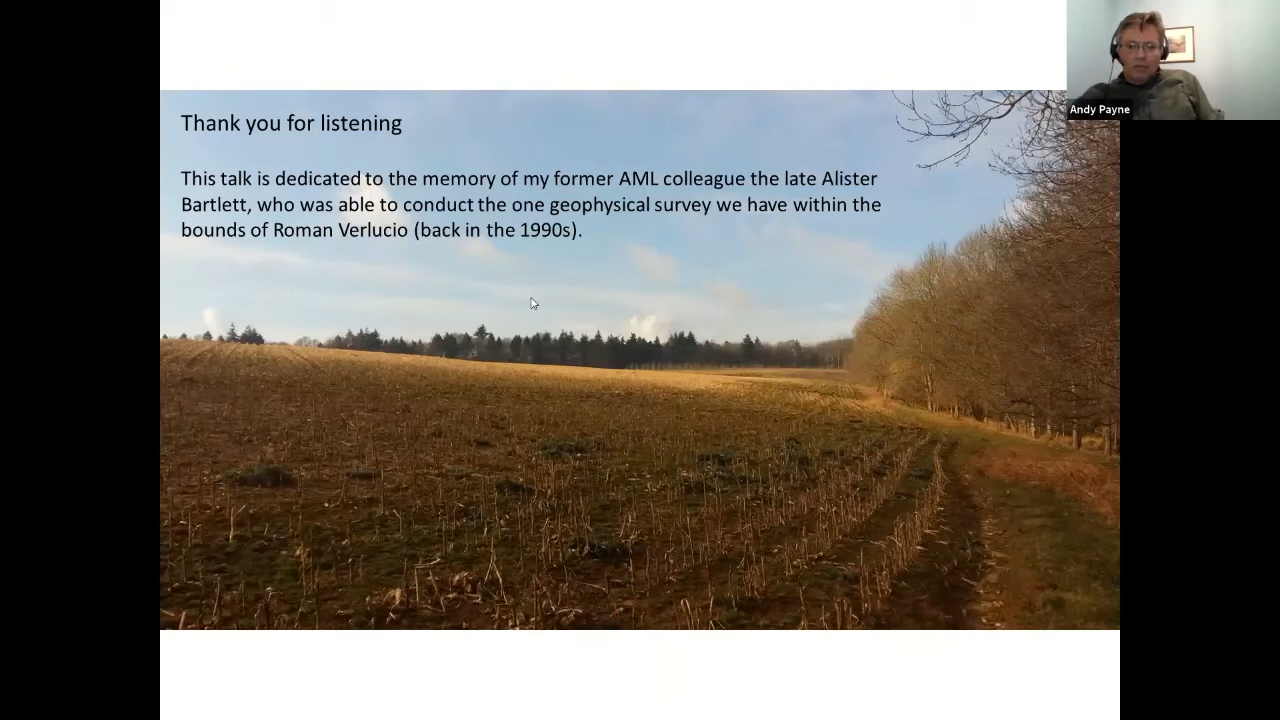 Thank you for listening
This talk is dedicated to the memory of my former AML colleague the late Alister
Bartlett, who was able to conduct the one geophysical survey we have within the
bounds of Roman Verlucio (back in the 1990s).
Andy Payne